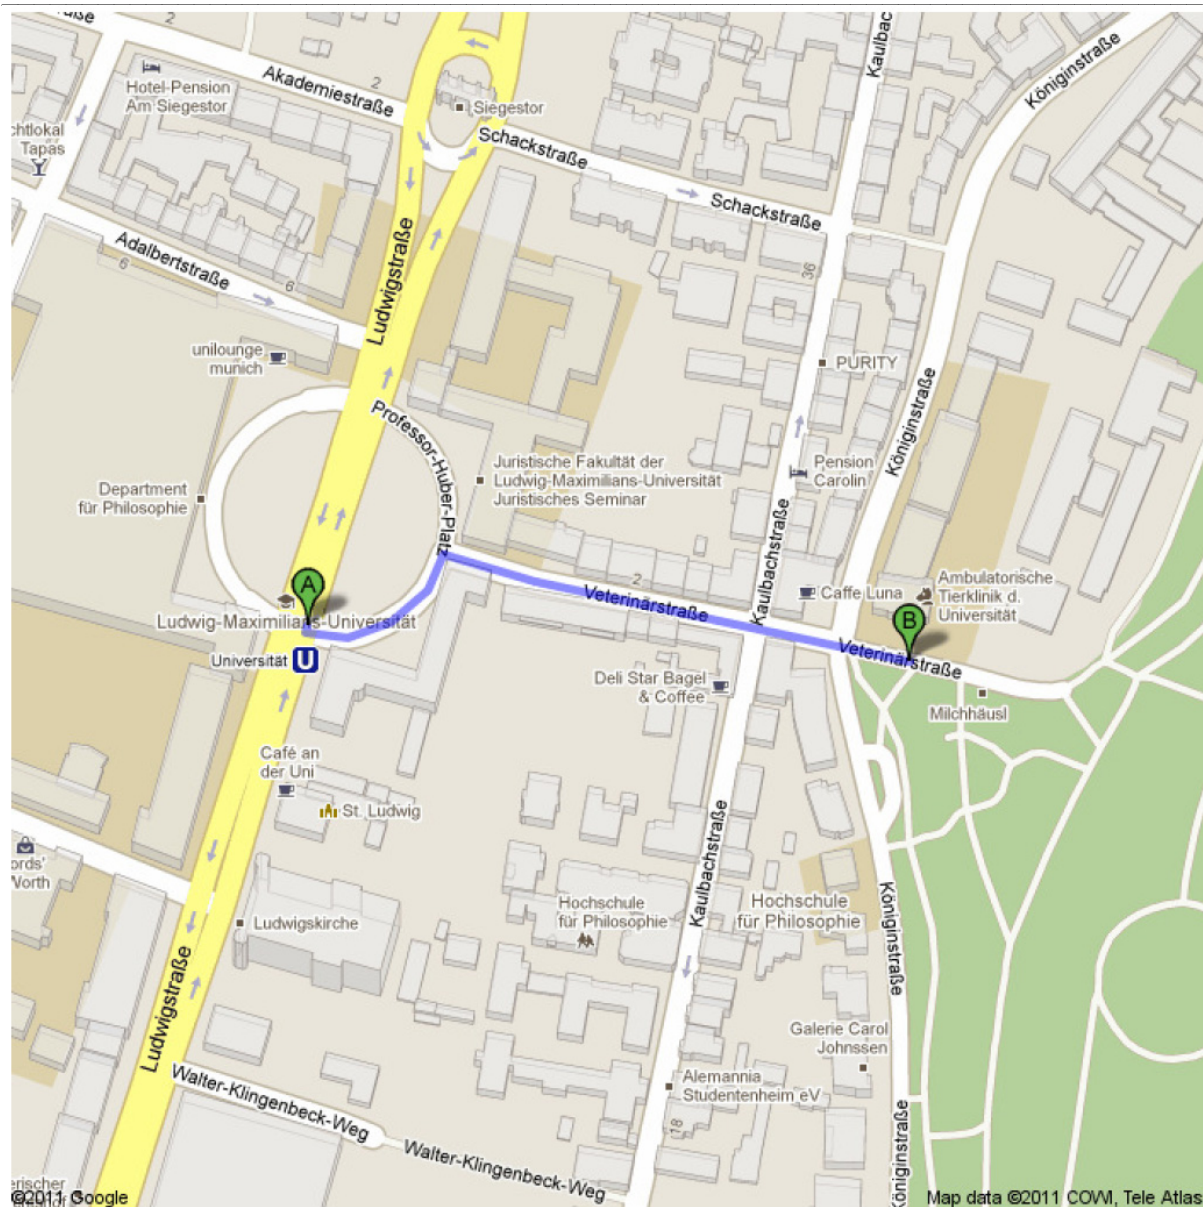 Akademiestraße
2
Hotel-Pension
Am Siegestor
Siegestor
Kaulbach
Königinstraße
chtlokal
Tapas
Schackstraße
Schackstraße
Adalbertstraße
6
6
Ludwigstraße
36
unilounge
munich
PURITY
Professor-Huber-Platz
Königinstraße
Juristische Fakultät der
Ludwig-Maximilians-Universität
Juristisches Seminar
Pension
Carolin
Department
für Philosophie
Kaulbachstraße
A
2
Veterinärstraße
Caffe Luna
Ambulatorische
Tierklinik d.
Universität
Ludwig-Maximilians-Universität
B
Universität
U
Veterinärstraße
Deli Star Bagel
& Coffee
Milchhäusl
Café an
der Uni
St. Ludwig
Kaulbachstraße
ords'
Worth
Hochschule
für Philosophie
Hochschule
für Philosophie
Ludwigskirche
Königinstraße
Ludwigstraße
Galerie Carol
Johnssen
Walter-Klingenbeck-Weg
Alemannia
Studentenheim eV
18
Walter-Klingenbeck-Weg
Königinstraße
erischer
©2011 Google
Map data ©2011 COWI, Tele Atlas